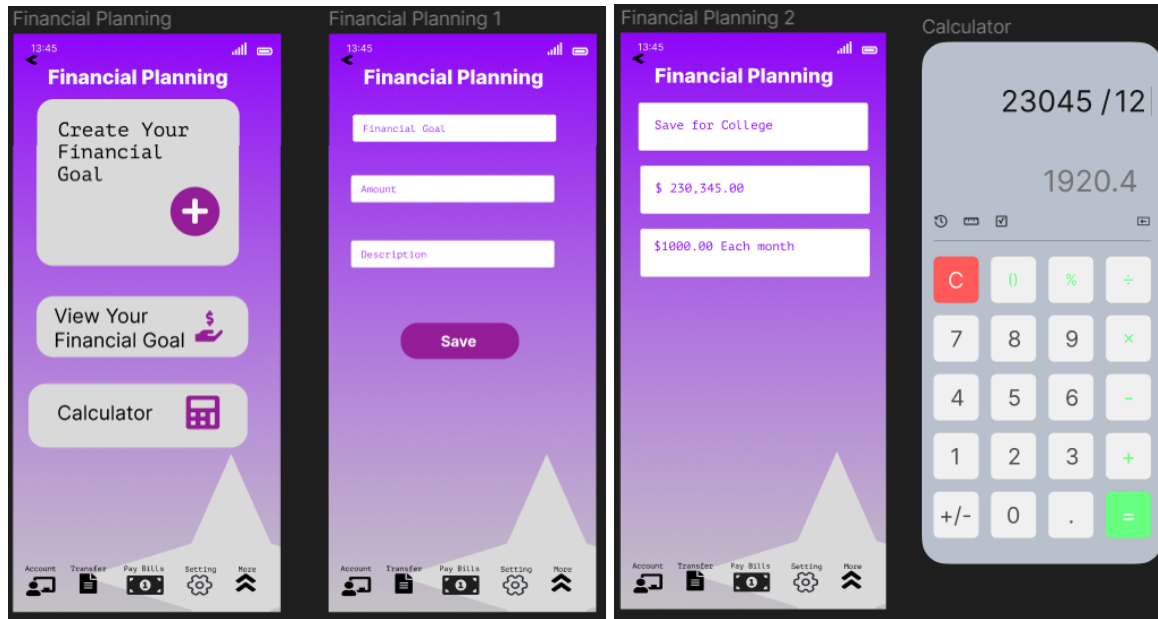 Financial Planning
13:45
Financial Planning
Create Your
Financial
Goal
View Your
Financial Goal
$
Calculator
Account Transfer Pay Bills Setting More
1
Financial Planning 1
13:45
Financial Planning
Financial Goal
Amount
Description
Save
Account Transfer Pay Bills Setting More
1
Financial Planning 2
13:45
Financial Planning
Save for College
$ 230,345.00
$1000.00 Each month
Account Transfer Pay Bills Setting More
1
Calculator
23045/12
1920.4
C () % ÷
7 8 9 ×
4 5 6 -
1 2 3 +
+/- 0 . =